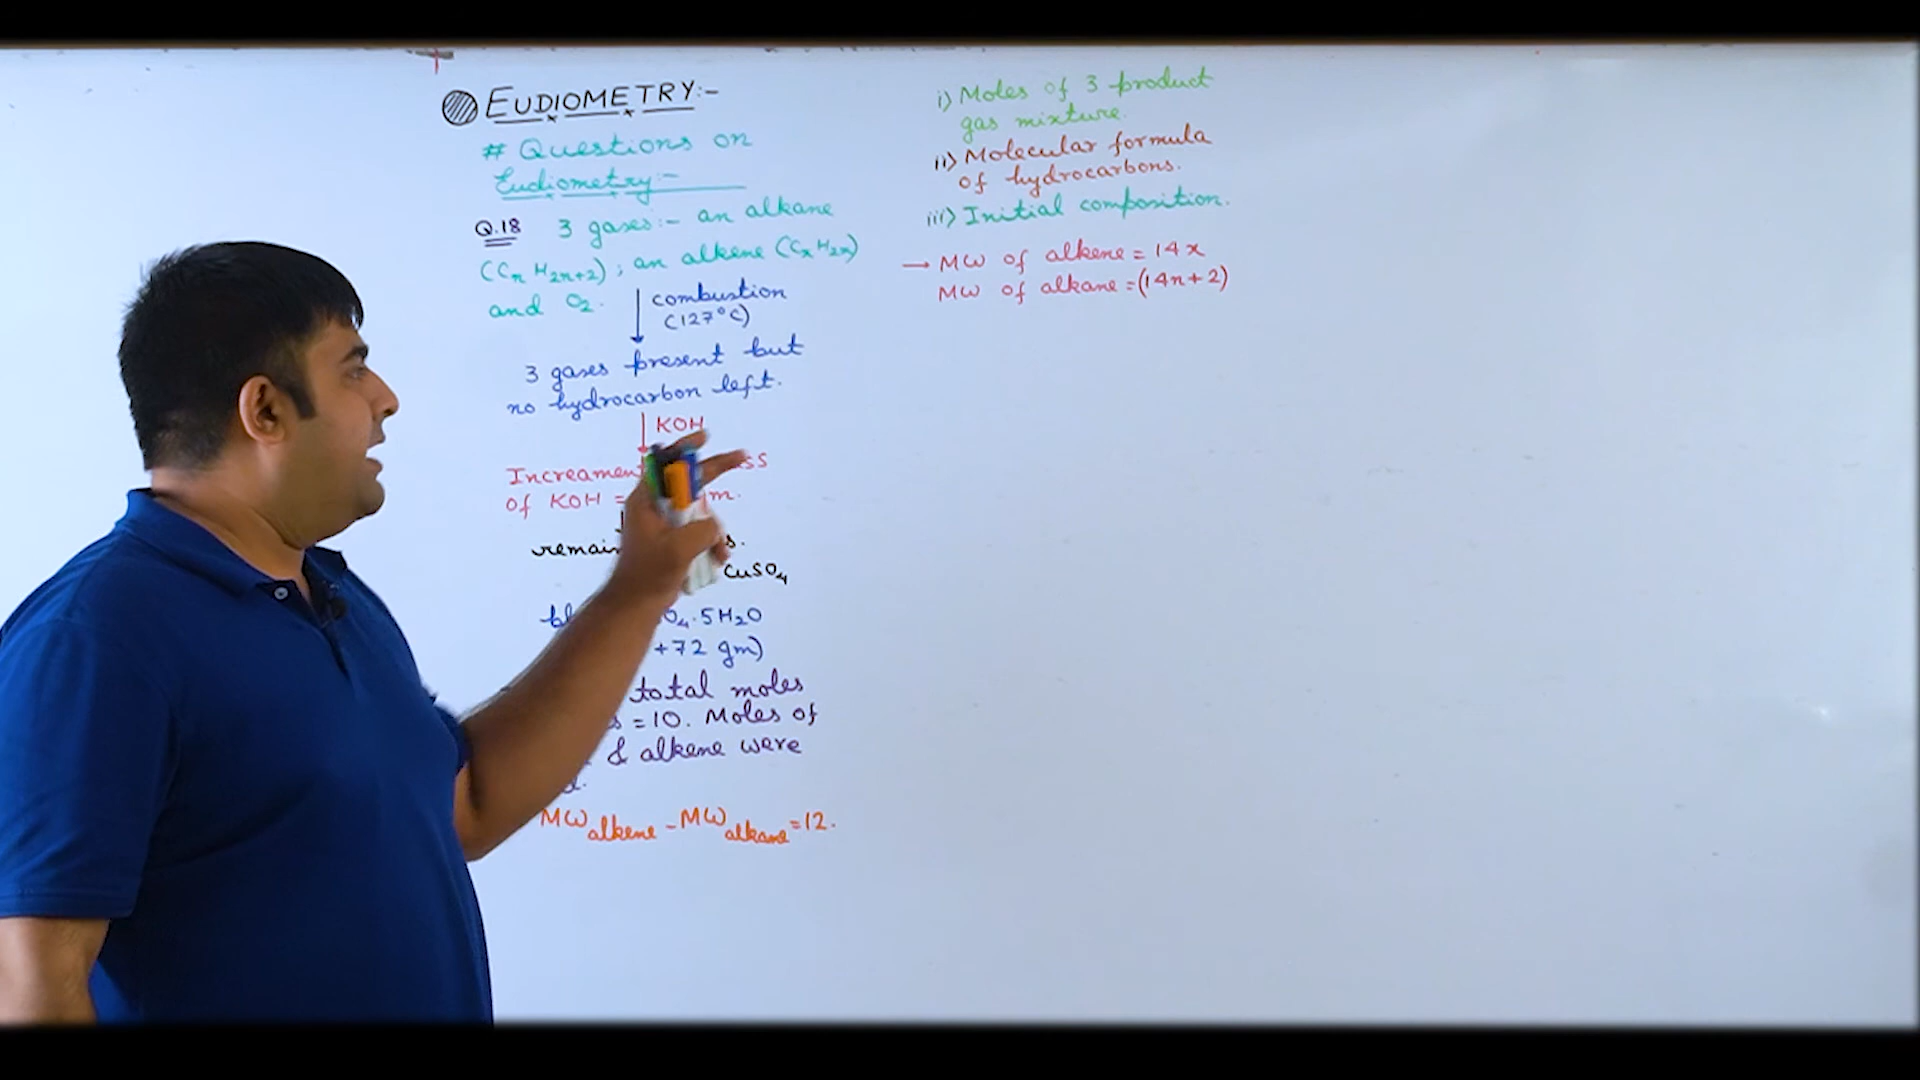 EUDIOMETRY:-
# Questions on
Eudiometry:-
Q.18 3 gases:- an alkane
(CnH2n+2); an alkene (CxH2x)
and O2.
combustion
(127°C)
3 gases present but
no hydrocarbon left.
KOH
of KOH =
CuSO4
.5H2O
+72 gm)
total moles
=10. Moles of
& alkene were
MWalkene - MWalkane =12.
i) Moles of 3 product
gas mixture.
ii) Molecular formula
of hydrocarbons.
iii) Initial composition.
→ MW of alkene = 14x
MW of alkane = (14n+2)